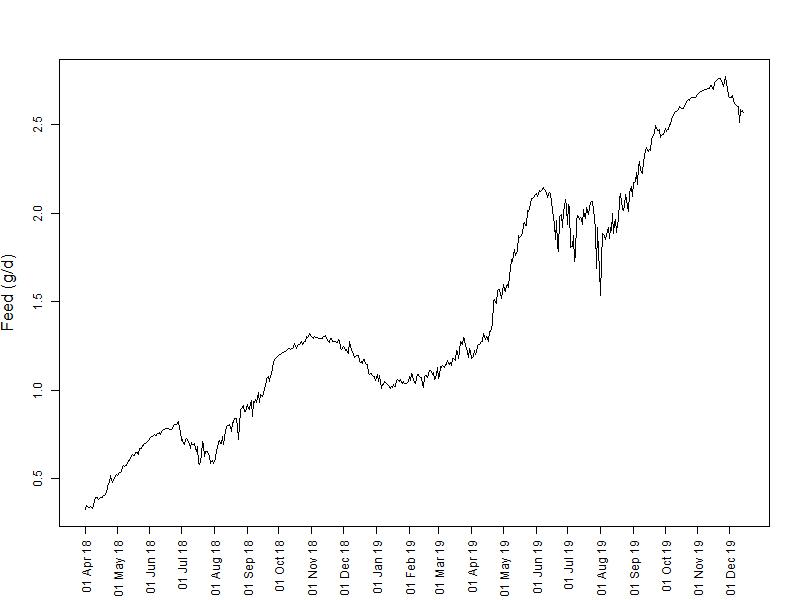 Feed (g/d)
2.5
2.0
1.5
1.0
0.5
01 Apr 18
01 May 18
01 Jun 18
01 Jul 18
01 Aug 18
01 Sep 18
01 Oct 18
01 Nov 18
01 Dec 18
01 Jan 19
01 Feb 19
01 Mar 19
01 Apr 19
01 May 19
01 Jun 19
01 Jul 19
01 Aug 19
01 Sep 19
01 Oct 19
01 Nov 19
01 Dec 19